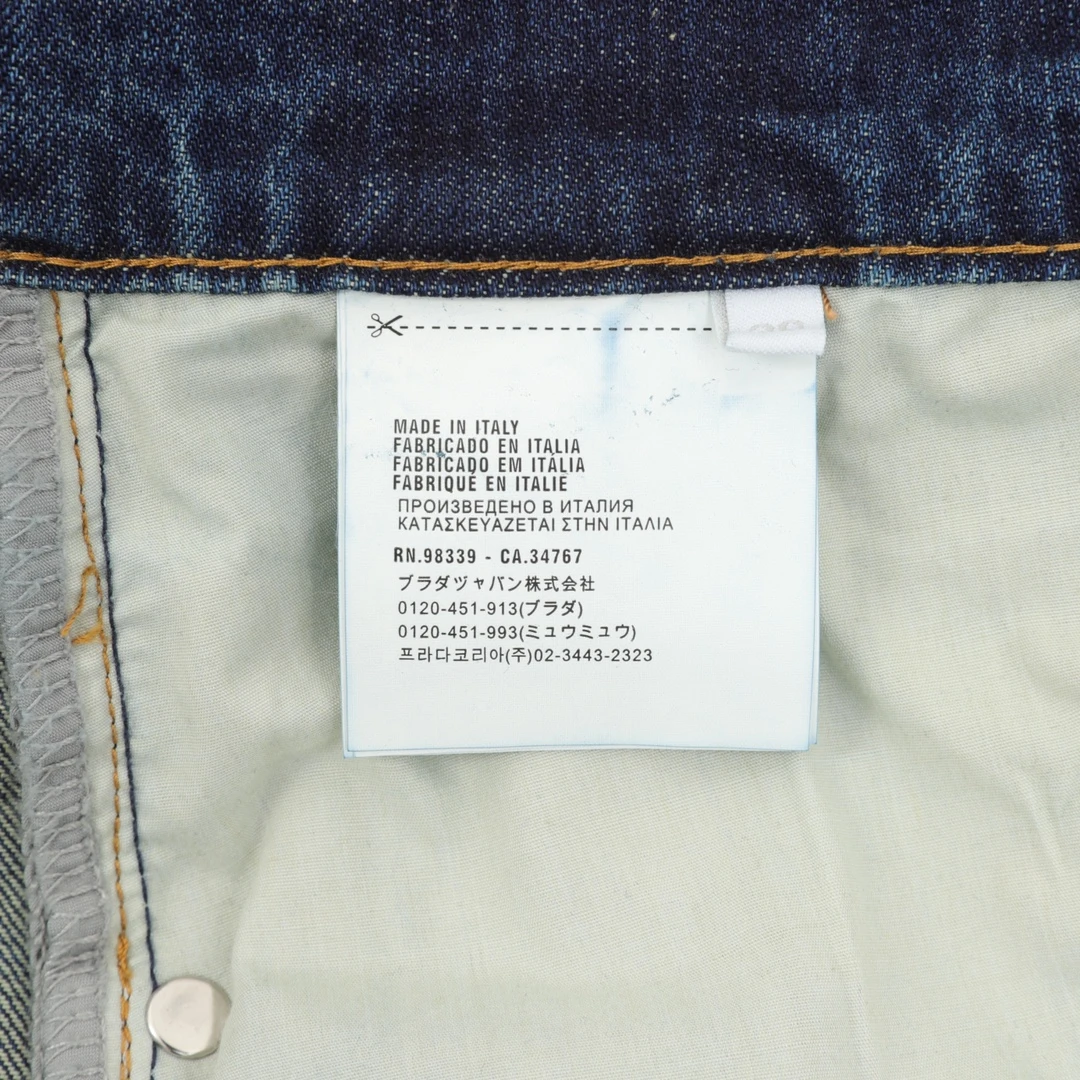 MADE IN ITALY
FABRICADO EN ITALIA
FABRICADO EM ITÁLIA
FABRIQUÉ EN ITALIE
ПРОИЗВЕДЕНО В ИТАЛИЯ
ΚΑΤΑΣΚΕΥΑΖΕΤΑΙ ΣΤΗΝ ΙΤΑΛΙΑ
RN.98339 - CA.34767
プラダヅャバン株式会社
0120-451-913(プラダ)
0120-451-993(ミュウミュウ)
프라다코리아(주)02-3443-2323